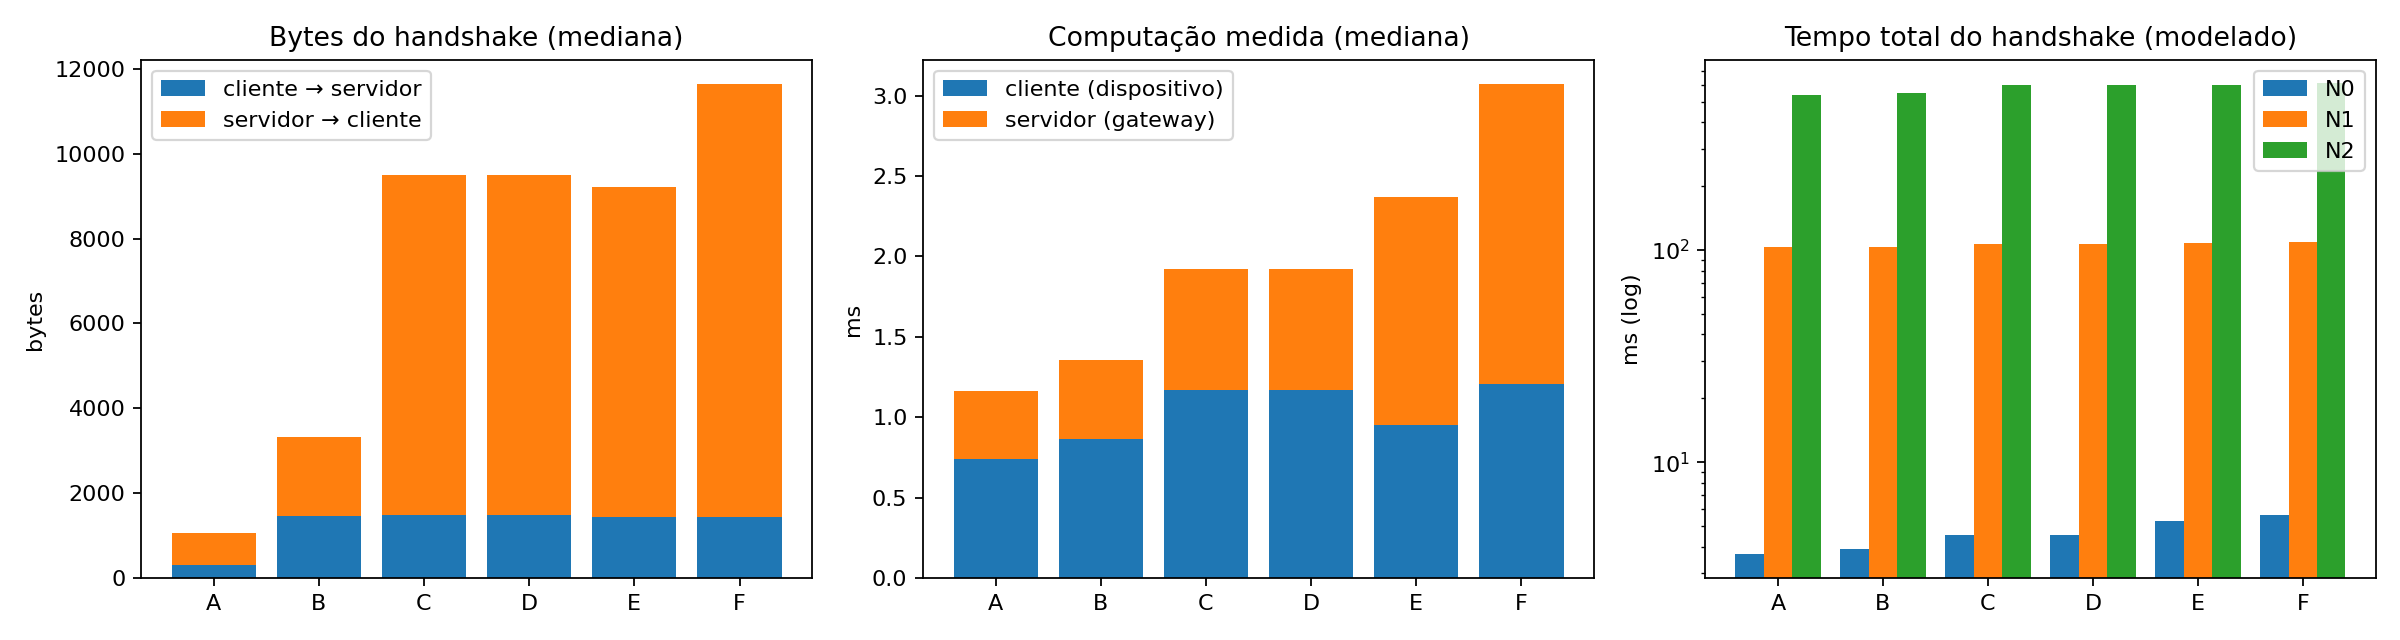 Bytes do handshake (mediana)
bytes
12000
10000
8000
6000
4000
2000
0
cliente → servidor
servidor → cliente
A B C D E F
Computação medida (mediana)
ms
3.0
2.5
2.0
1.5
1.0
0.5
0.0
cliente (dispositivo)
servidor (gateway)
A B C D E F
Tempo total do handshake (modelado)
ms (log)
10²
10¹
N0
N1
N2
A B C D E F